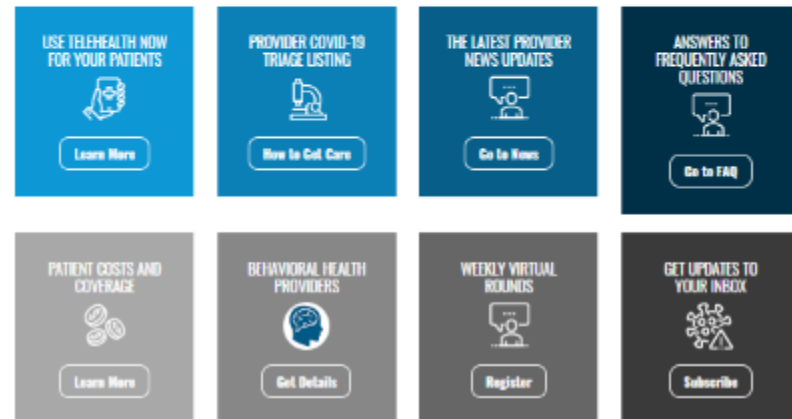 USE TELEHEALTH NOW
FOR YOUR PATIENTS
Learn More
PROVIDER COVID-19
TRIAGE LISTING
How to Get Care
THE LATEST PROVIDER
NEWS UPDATES
Go to News
ANSWERS TO
FREQUENTLY ASKED
QUESTIONS
Go to FAQ
PATIENT COSTS AND
COVERAGE
Learn More
BEHAVIORAL HEALTH
PROVIDERS
Get Details
WEEKLY VIRTUAL
ROUNDS
Register
GET UPDATES TO
YOUR INBOX
Subscribe